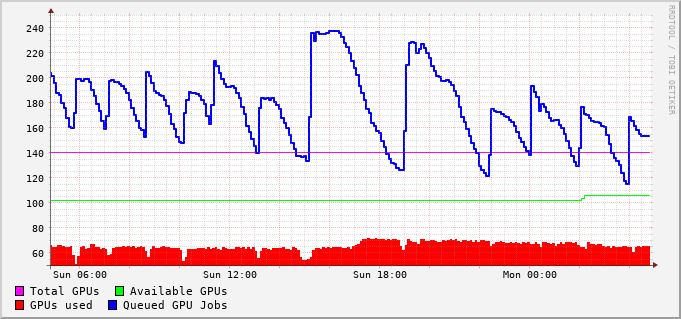 240
220
200
180
160
140
120
100
80
60
Sun 06:00 Sun 12:00 Sun 18:00 Mon 00:00
Total GPUs Available GPUs
GPUs used Queued GPU Jobs
RRDTOOL / TOBI OETIKER